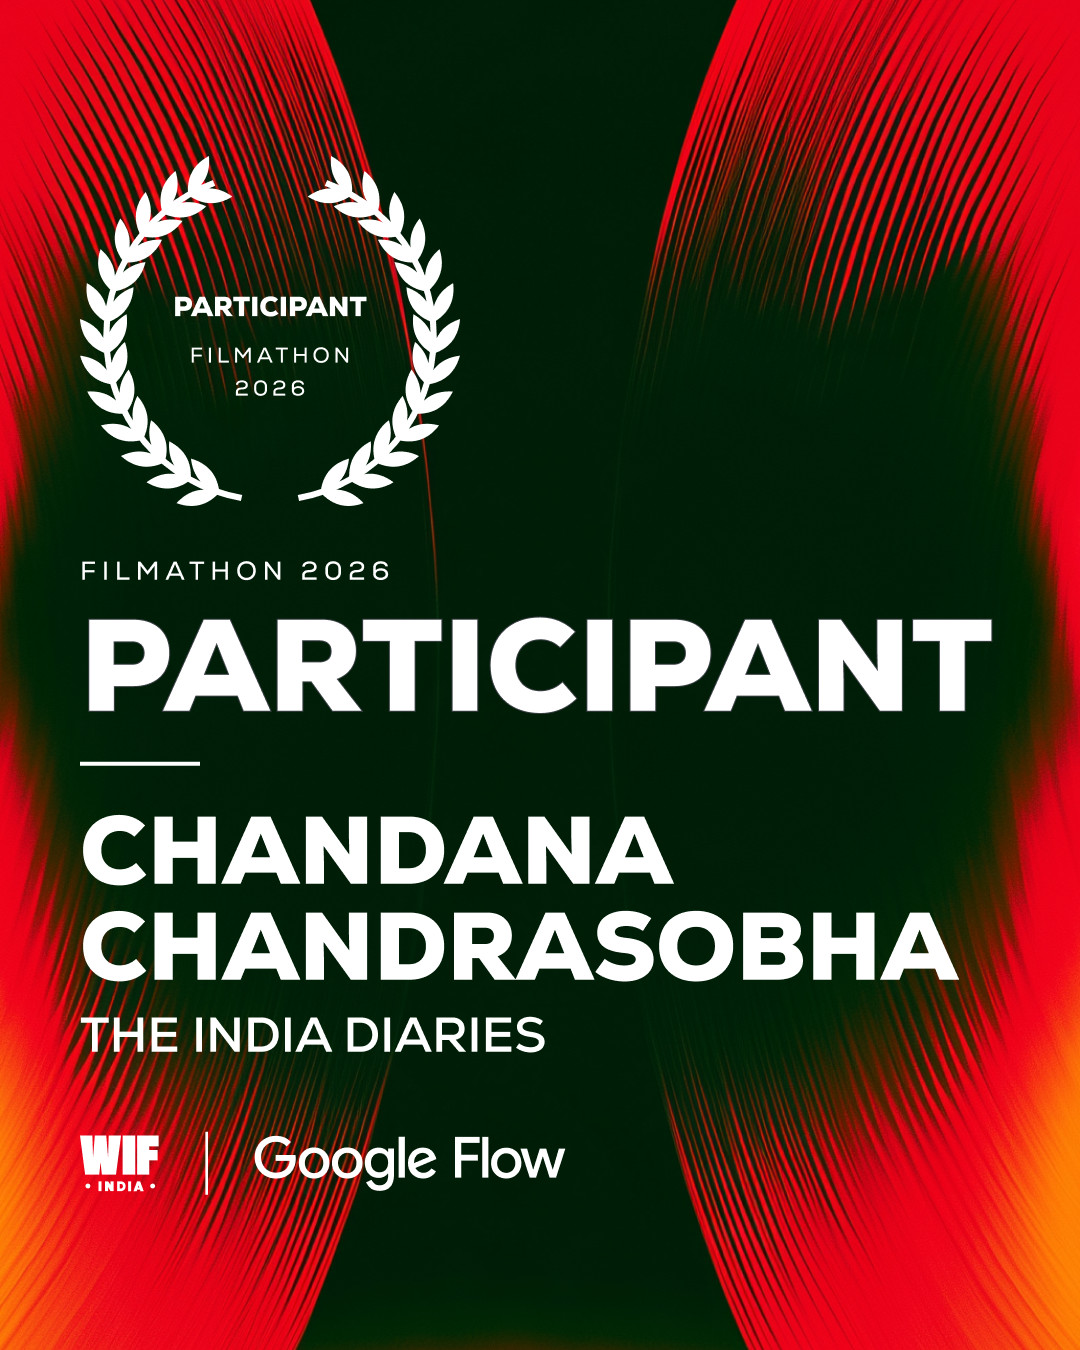 PARTICIPANT
FILMATHON
2026
FILMATHON 2026
PARTICIPANT
CHANDANA
CHANDRASOBHA
THE INDIA DIARIES
WIF
• INDIA •
Google Flow